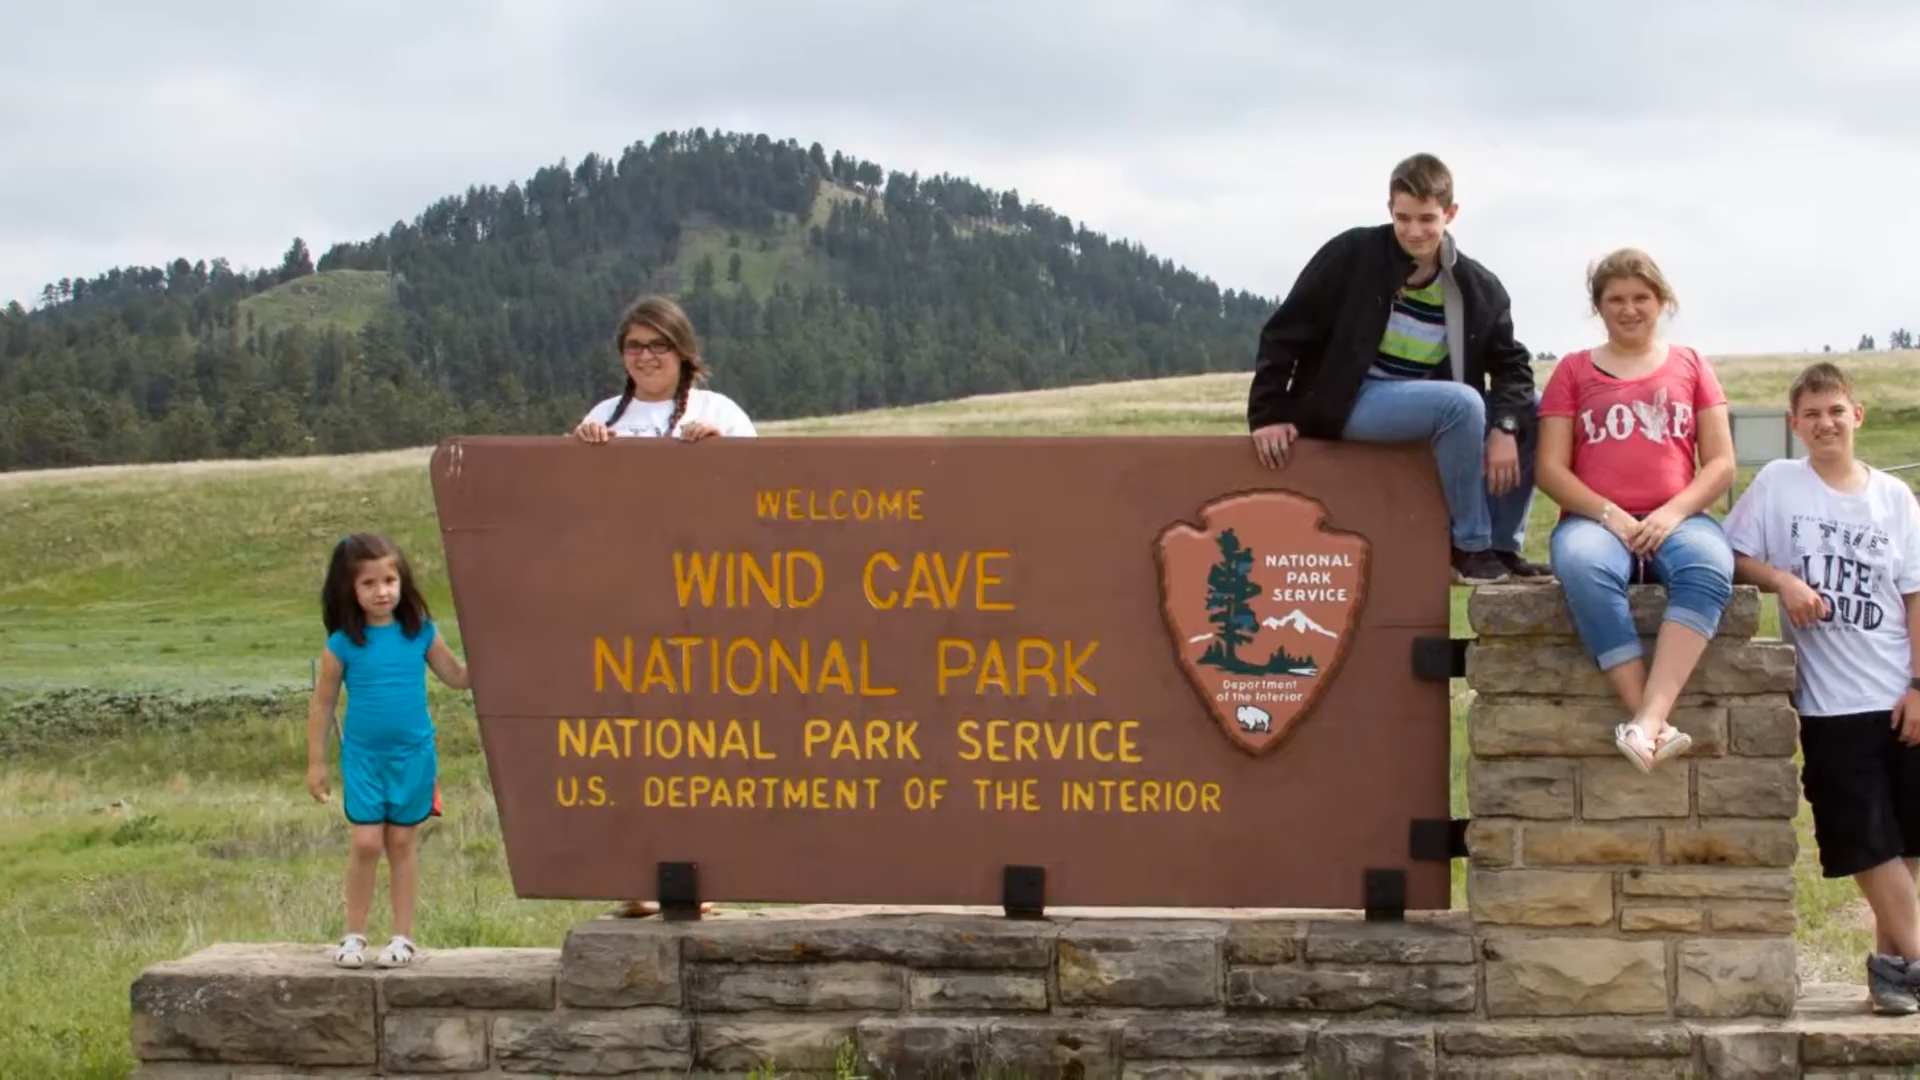 WELCOME
WIND CAVE
NATIONAL PARK
NATIONAL PARK SERVICE
U.S. DEPARTMENT OF THE INTERIOR
NATIONAL
PARK
SERVICE
Department
of the Interior
LOVE
LIFE